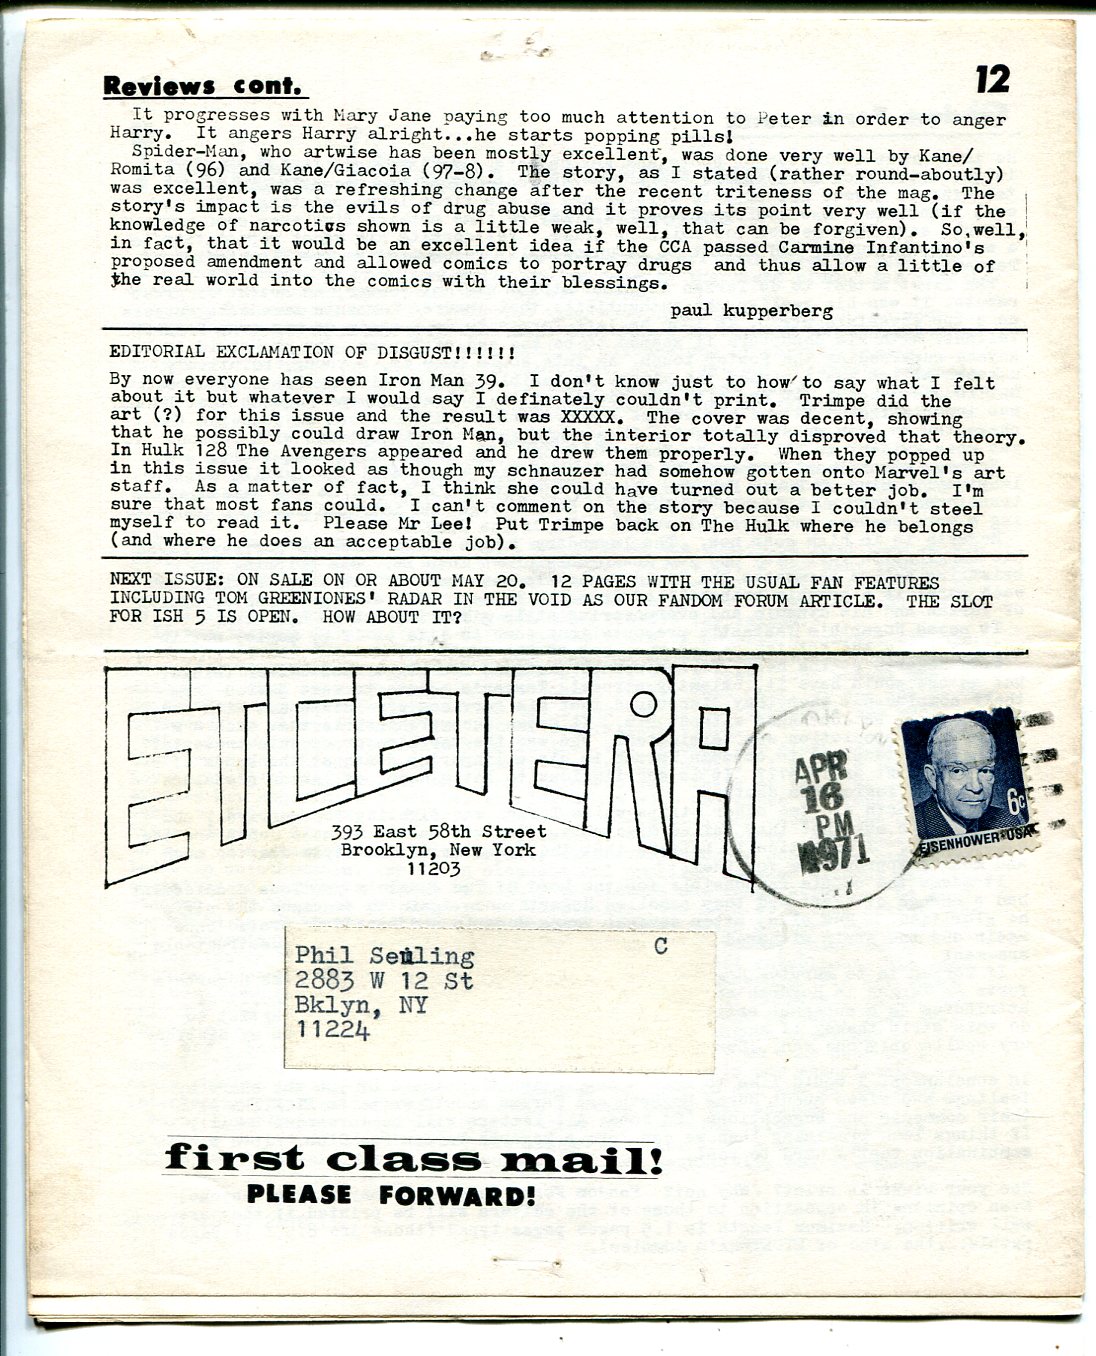 Reviews cont. 12
It progresses with Mary Jane paying too much attention to Peter in order to anger
Harry. It angers Harry alright...he starts popping pills!
Spider-Man, who artwise has been mostly excellent, was done very well by Kane/
Romita (96) and Kane/Giacoia (97-8). The story, as I stated (rather round-aboutly)
was excellent, was a refreshing change after the recent triteness of the mag. The
story's impact is the evils of drug abuse and it proves its point very well (if the
knowledge of narcotics shown is a little weak, well, that can be forgiven). So,well,
in fact, that it would be an excellent idea if the CCA passed Carmine Infantino's
proposed amendment and allowed comics to portray drugs and thus allow a little of
the real world into the comics with their blessings.
paul kupperberg
EDITORIAL EXCLAMATION OF DISGUST!!!!!!
By now everyone has seen Iron Man 39. I don't know just to how to say what I felt
about it but whatever I would say I definately couldn't print. Trimpe did the
art (?) for this issue and the result was XXXXX. The cover was decent, showing
that he possibly could draw Iron Man, but the interior totally disproved that theory.
In Hulk 128 The Avengers appeared and he drew them properly. When they popped up
in this issue it looked as though my schnauzer had somehow gotten onto Marvel's art
staff. As a matter of fact, I think she could have turned out a better job. I'm
sure that most fans could. I can't comment on the story because I couldn't steel
myself to read it. Please Mr Lee! Put Trimpe back on The Hulk where he belongs
(and where he does an acceptable job).
NEXT ISSUE: ON SALE ON OR ABOUT MAY 20. 12 PAGES WITH THE USUAL FAN FEATURES
INCLUDING TOM GREENIONES' RADAR IN THE VOID AS OUR FANDOM FORUM ARTICLE. THE SLOT
FOR ISH 5 IS OPEN. HOW ABOUT IT?
ETCETERA
393 East 58th Street
Brooklyn, New York
11203
APR
16
PM
1971
6c
EISENHOWER·USA
C
Phil Seuling
2883 W 12 St
Bklyn, NY
11224
first class mail!
PLEASE FORWARD!